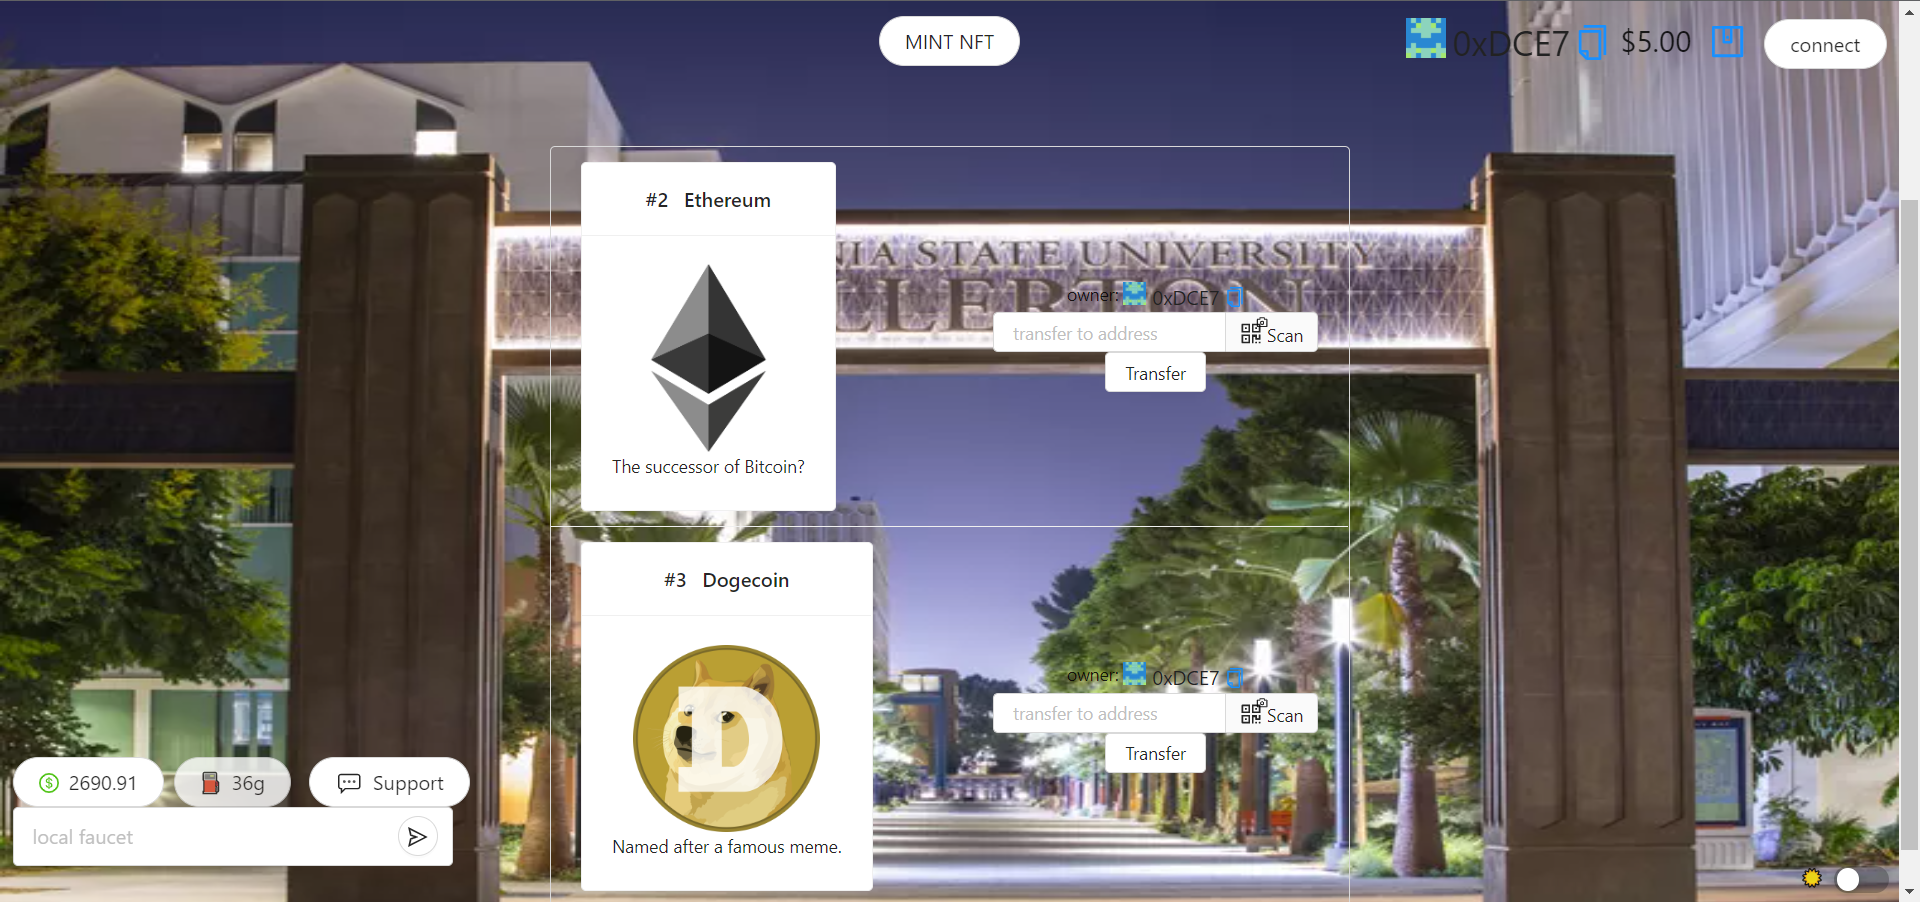 MINT NFT
0xDCE7 $5.00 connect
#2 Ethereum
The successor of Bitcoin?
STATE UNIVERSITY
owner: 0xDCE7
transfer to address Scan
Transfer
#3 Dogecoin
D
Named after a famous meme.
owner: 0xDCE7
transfer to address Scan
Transfer
2690.91 36g Support
local faucet